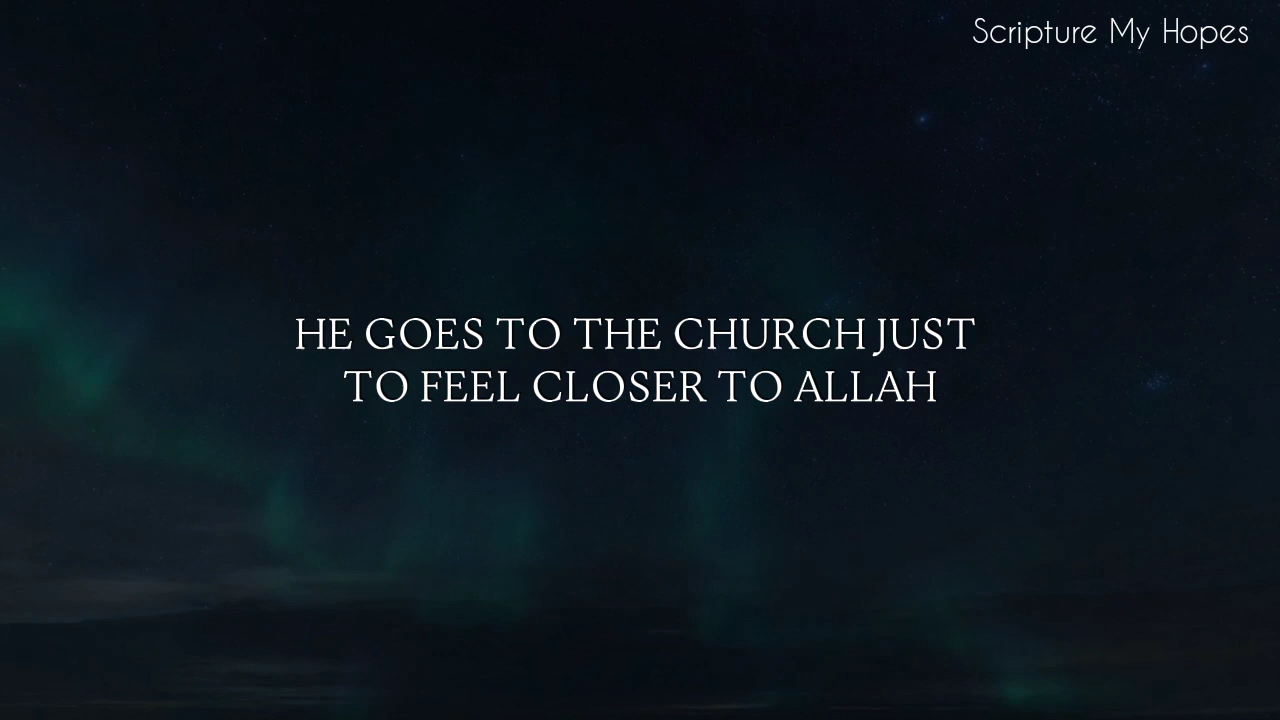 Scripture My Hopes
HE GOES TO THE CHURCH JUST
TO FEEL CLOSER TO ALLAH